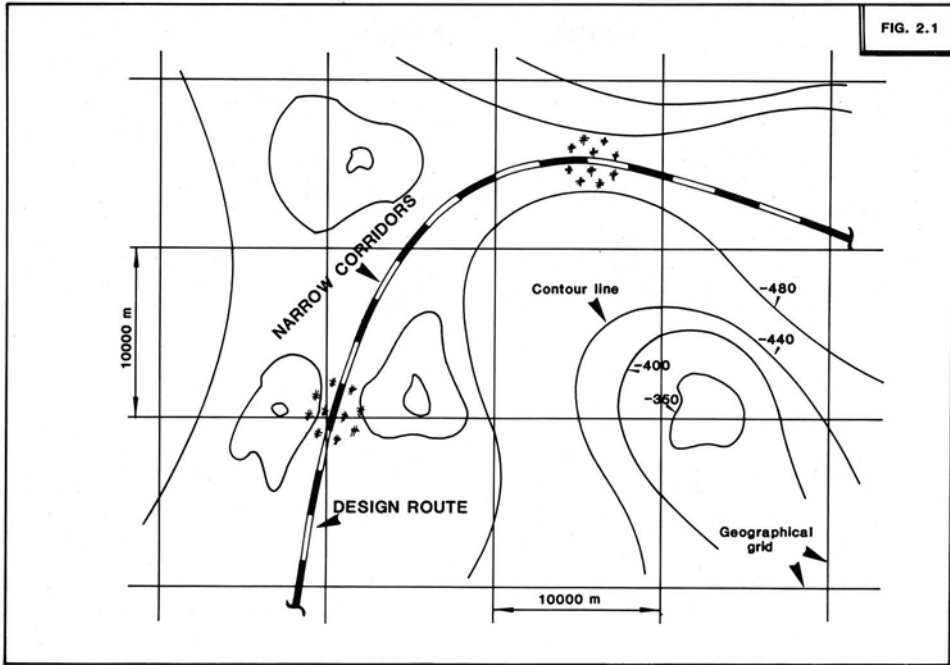 FIG. 2.1
NARROW CORRIDORS
10000 m
Contour line
-480
-440
-400
-350
DESIGN ROUTE
Geographical
grid
10000 m